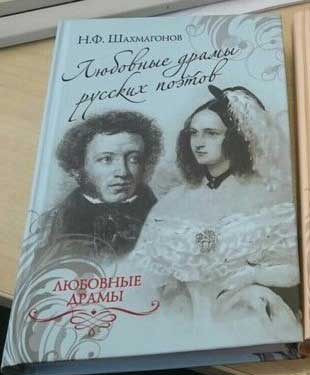 Н.Ф. Шахмагонов
Любовные драмы
русских поэтов
ЛЮБОВНЫЕ
ДРАМЫ